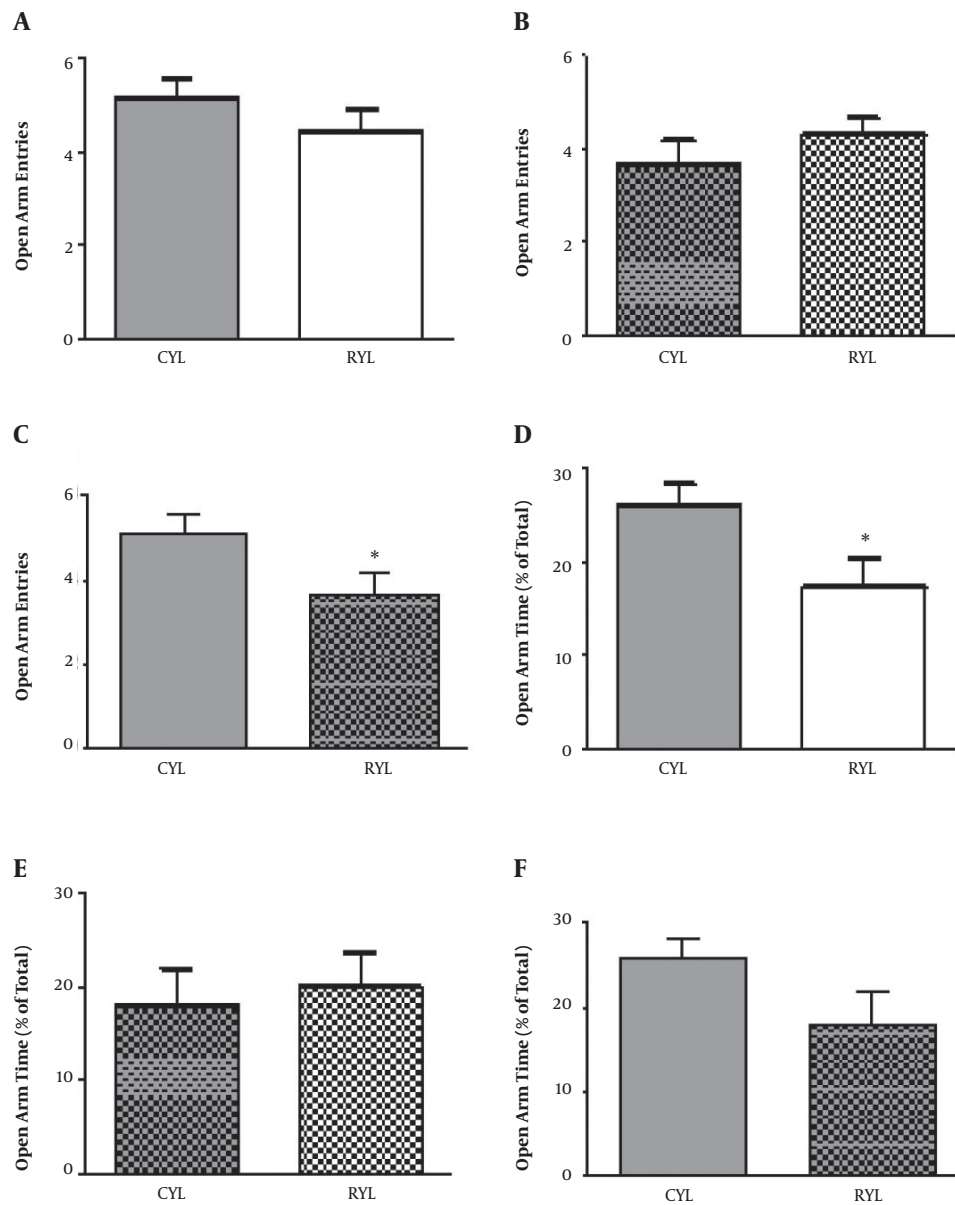 A
Open Arm Entries
6
4
2
0
CYL
RYL
B
Open Arm Entries
6
4
2
0
CYL
RYL
C
Open Arm Entries
6
4
2
0
*
CYL
RYL
D
Open Arm Time (% of Total)
30
20
10
0
*
CYL
RYL
E
Open Arm Time (% of Total)
30
20
10
0
CYL
RYL
F
Open Arm Time (% of Total)
30
20
10
0
CYL
RYL